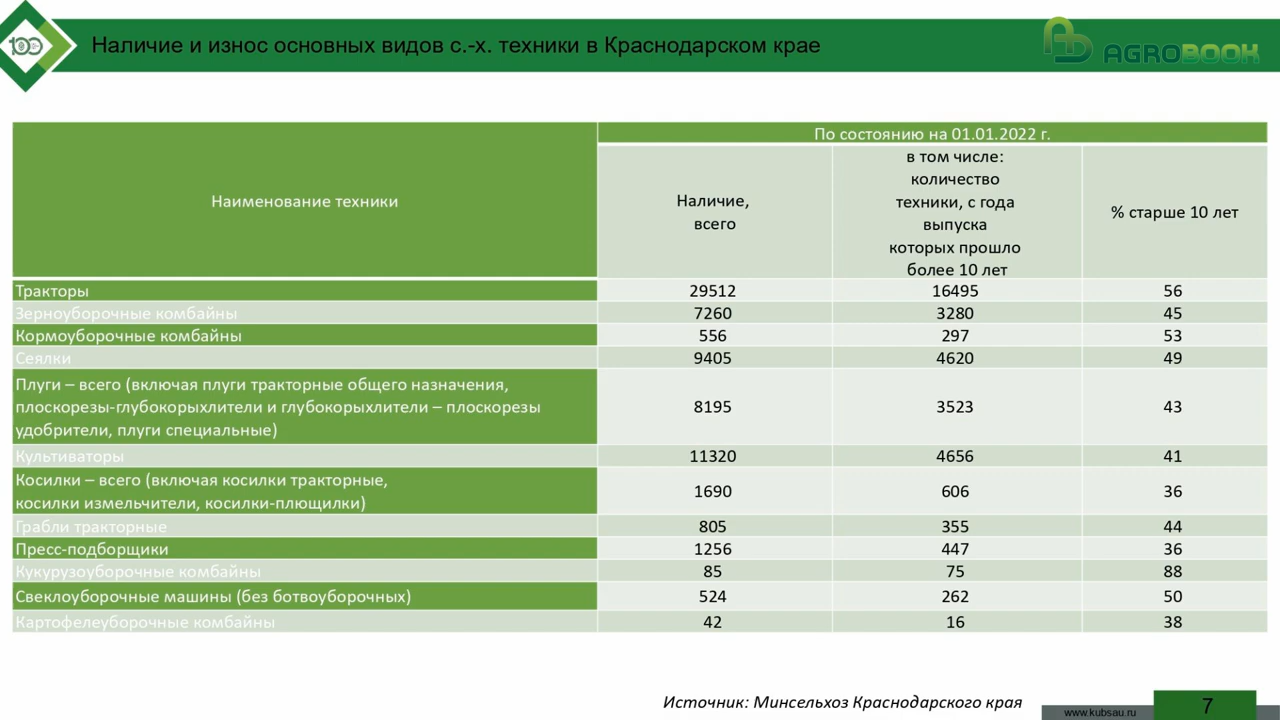 100
Наличие и износ основных видов с.-х. техники в Краснодарском крае
AGROBOOK
Наименование техники
По состоянию на 01.01.2022 г.
Наличие,
всего
в том числе:
количество
техники, с года
выпуска
которых прошло
более 10 лет
% старше 10 лет
Тракторы 29512 16495 56
Зерноуборочные комбайны 7260 3280 45
Кормоуборочные комбайны 556 297 53
Сеялки 9405 4620 49
Плуги – всего (включая плуги тракторные общего назначения,
плоскорезы-глубокорыхлители и глубокорыхлители – плоскорезы
удобрители, плуги специальные)
8195 3523 43
Культиваторы 11320 4656 41
Косилки – всего (включая косилки тракторные,
косилки измельчители, косилки-плющилки)
1690 606 36
Грабли тракторные 805 355 44
Пресс-подборщики 1256 447 36
Кукурузоуборочные комбайны 85 75 88
Свеклоуборочные машины (без ботвоуборочных) 524 262 50
Картофелеуборочные комбайны 42 16 38
Источник: Минсельхоз Краснодарского края
www.kubsau.ru
7